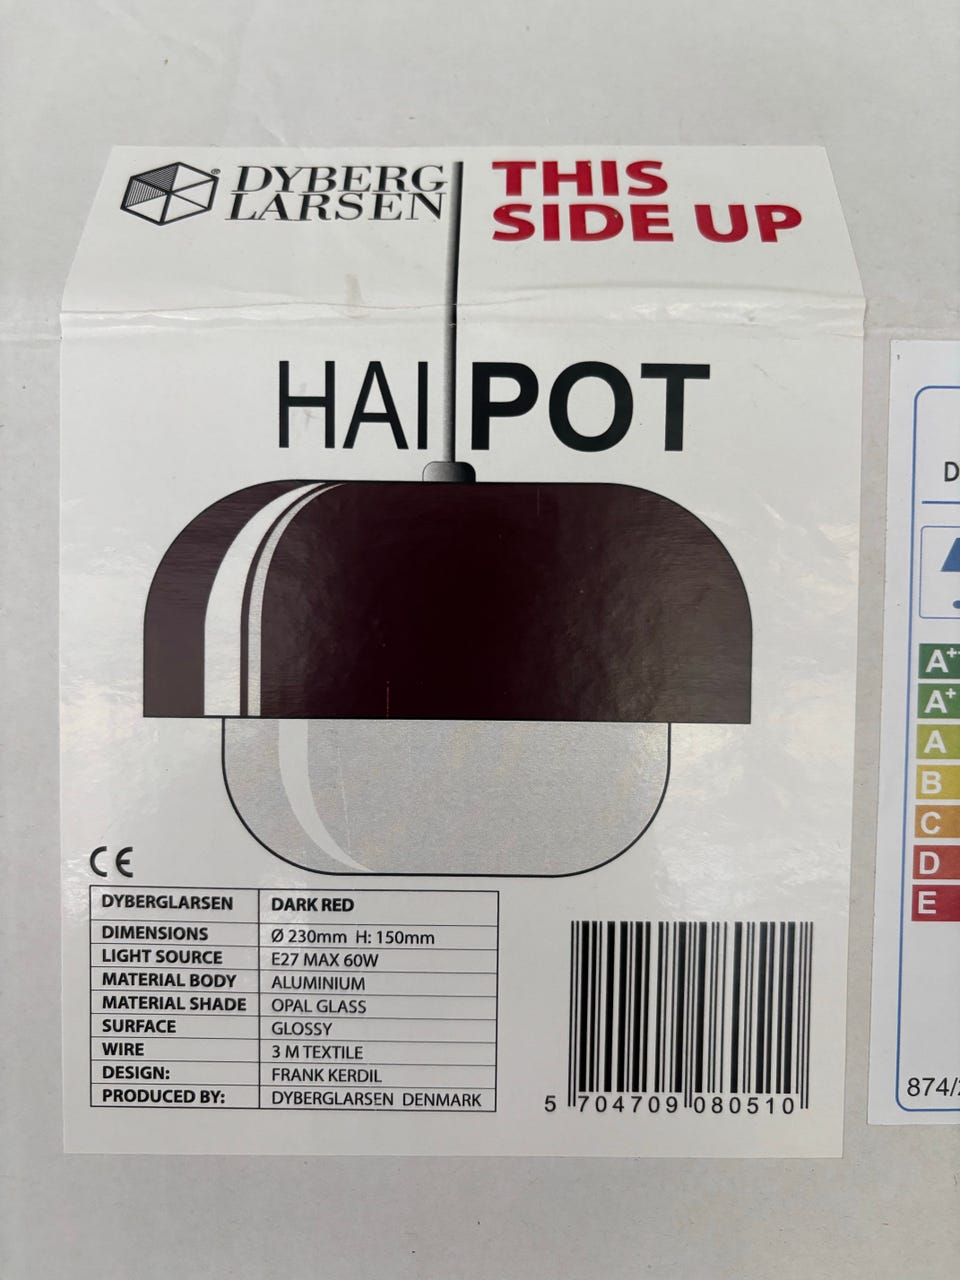 DYBERG
LARSEN
®
THIS
SIDE UP
HAI POT
CE
DYBERGLARSEN DARK RED
DIMENSIONS Ø 230mm H: 150mm
LIGHT SOURCE E27 MAX 60W
MATERIAL BODY ALUMINIUM
MATERIAL SHADE OPAL GLASS
SURFACE GLOSSY
WIRE 3 M TEXTILE
DESIGN: FRANK KERDIL
PRODUCED BY: DYBERGLARSEN DENMARK
5 704709 080510
D
A+
A+
A
B
C
D
E
874/